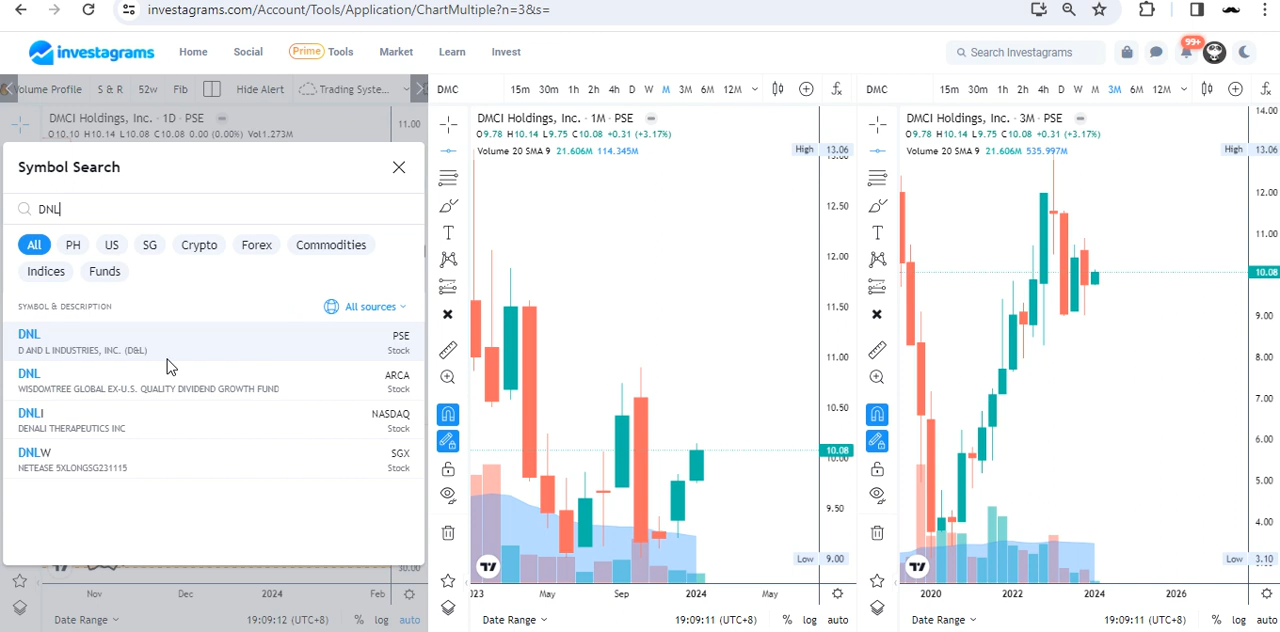 investagrams.com/Account/Tools/Application/ChartMultiple?n=3&s=
investagrams
Home
Social
Prime Tools
Market
Learn
Invest
Search Investagrams
99+
Volume Profile
S & R
52w
Fib
Hide Alert
Trading Syste...
DMCI Holdings, Inc. · 1D · PSE
O10.10 H10.14 L10.08 C10.08 0.00 (0.00%) Vol1.273M
11.00
Symbol Search
DNL
All
PH
US
SG
Crypto
Forex
Commodities
Indices
Funds
SYMBOL & DESCRIPTION
All sources
DNL
PSE
D AND L INDUSTRIES, INC. (D&L)
Stock
DNL
ARCA
WISDOMTREE GLOBAL EX-U.S. QUALITY DIVIDEND GROWTH FUND
Stock
DNLI
NASDAQ
DENALI THERAPEUTICS INC
Stock
DNLW
SGX
NETEASE 5XLONGSG231115
Stock
30.00
Nov
Dec
2024
Feb
Date Range
19:09:12 (UTC+8)
%
log
auto
DMC
15m
30m
1h
2h
4h
D
W
M
3M
6M
12M
DMCI Holdings, Inc. · 1M · PSE
O9.78 H10.14 L9.75 C10.08 +0.31 (+3.17%)
Volume 20 SMA 9 21.606M 114.345M
High 13.06
13.00
12.50
12.00
11.50
11.00
10.50
10.08
10.00
9.50
Low 9.00
2023
May
Sep
2024
May
Date Range
19:09:11 (UTC+8)
%
log
auto
DMC
15m
30m
1h
2h
4h
D
W
M
3M
6M
12M
DMCI Holdings, Inc. · 3M · PSE
O9.78 H10.14 L9.75 C10.08 +0.31 (+3.17%)
Volume 20 SMA 9 21.606M 535.997M
14.00
High 13.06
12.00
11.00
10.08
9.00
8.00
7.00
6.00
5.00
4.00
Low 3.10
2020
2022
2024
2026
Date Range
19:09:11 (UTC+8)
%
log
auto